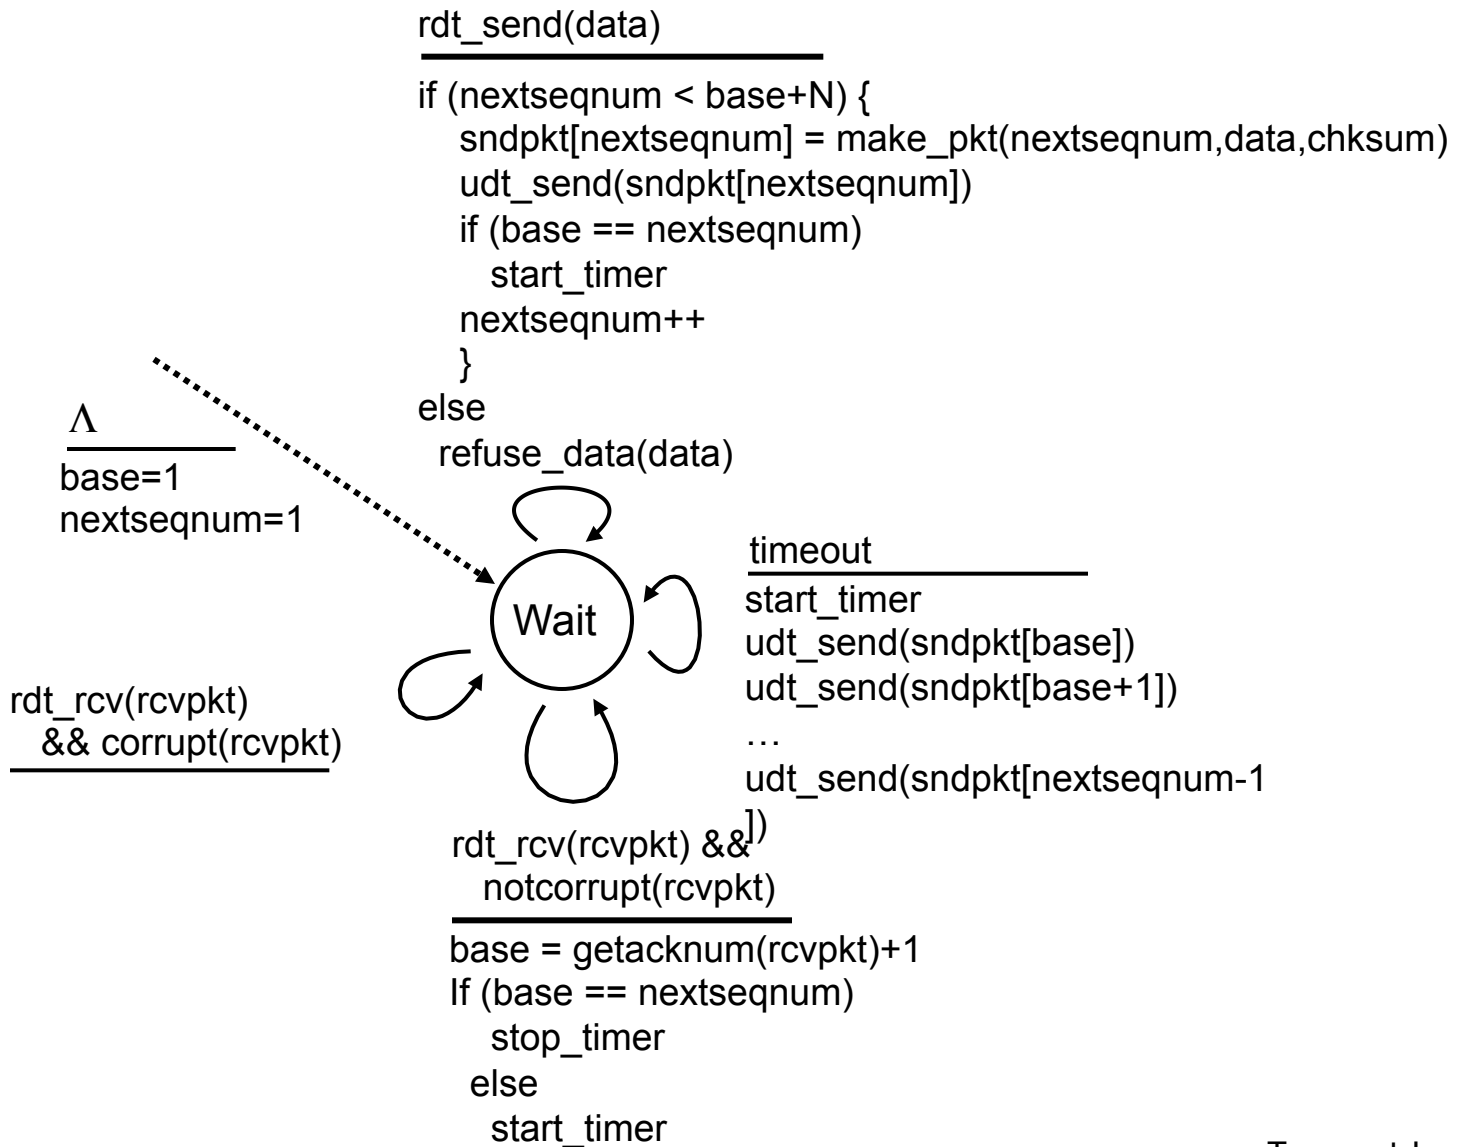 rdt_send(data)
if (nextseqnum < base+N) {
sndpkt[nextseqnum] = make_pkt(nextseqnum,data,chksum)
udt_send(sndpkt[nextseqnum])
if (base == nextseqnum)
start_timer
nextseqnum++
}
else
refuse_data(data)
Λ
base=1
nextseqnum=1
Wait
timeout
start_timer
udt_send(sndpkt[base])
udt_send(sndpkt[base+1])
…
udt_send(sndpkt[nextseqnum-1
])
rdt_rcv(rcvpkt)
&& corrupt(rcvpkt)
rdt_rcv(rcvpkt) &&
notcorrupt(rcvpkt)
base = getacknum(rcvpkt)+1
If (base == nextseqnum)
stop_timer
else
start_timer